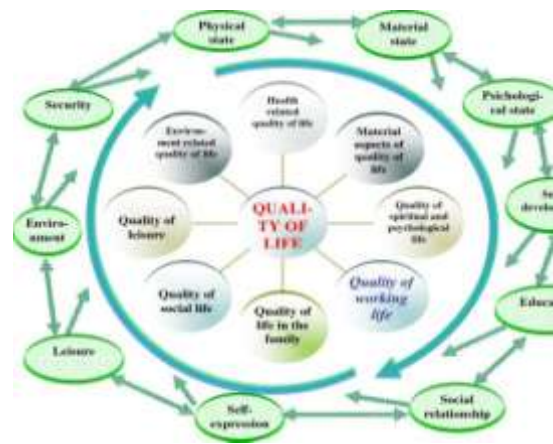 Physical
state
Material
state
Psichologi-
cal state
develo
Educa
Social
relationship
Self-
expression
Leisure
Enviro-
nment
Security
Health
related
quality of life
Material
aspects of
quality of
life
Quality of
spiritual and
psychological
life
Quality of
working
life
Quality of
life in the
family
Quality of
social life
Quality of
leisure
Environ-
ment related
quality of life
QUALI-
TY OF
LIFE